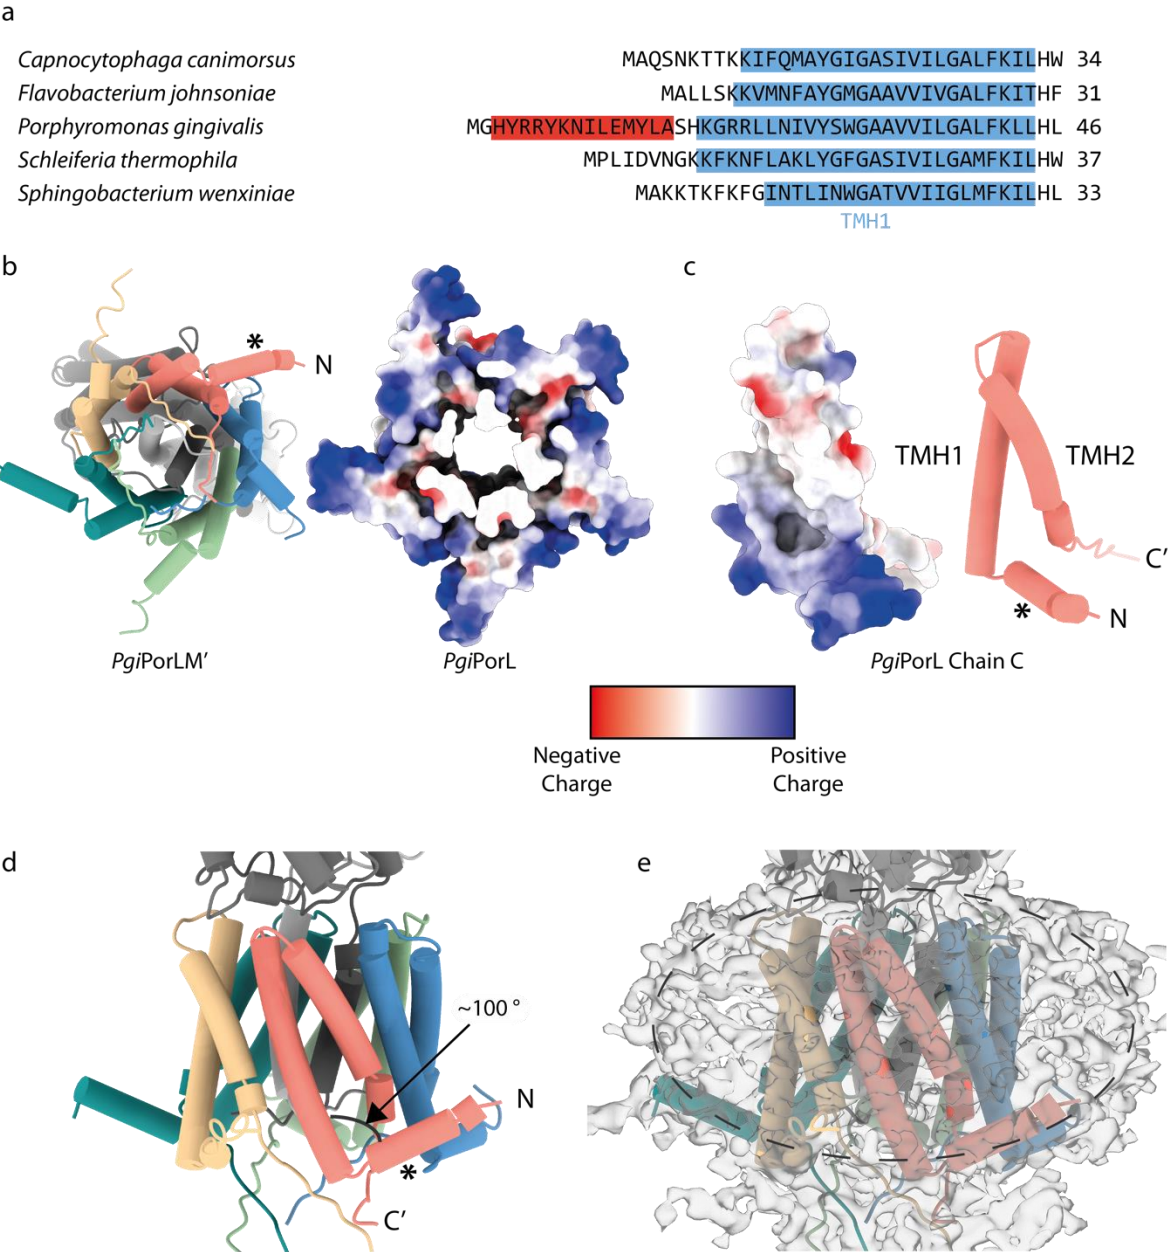 a
Capnocytophaga canimorsus MAQSNKTTKKIFQMAYGIGASIVILGALFKILHW 34
Flavobacterium johnsoniae MALLSKKVMNFAYGMGAAVVIVGALFKITHF 31
Porphyromonas gingivalis MGHYRRYKNILEMYLASHKGRRLLNIVYSWGAAVVILGALFKLLHL 46
Schleiferia thermophila MPLIDVNGKKFKNFLAKLYGFGASIVILGAMFKILHW 37
Sphingobacterium wenxiniae MAKKTKFKFGINTLINWGATVVIIGLMFKILHL 33
TMH1
b
c
*
N
TMH1
TMH2
C′
*
N
PgiPorLM′
PgiPorL
PgiPorL Chain C
Negative
Charge
Positive
Charge
d
e
~100 °
N
*
C′